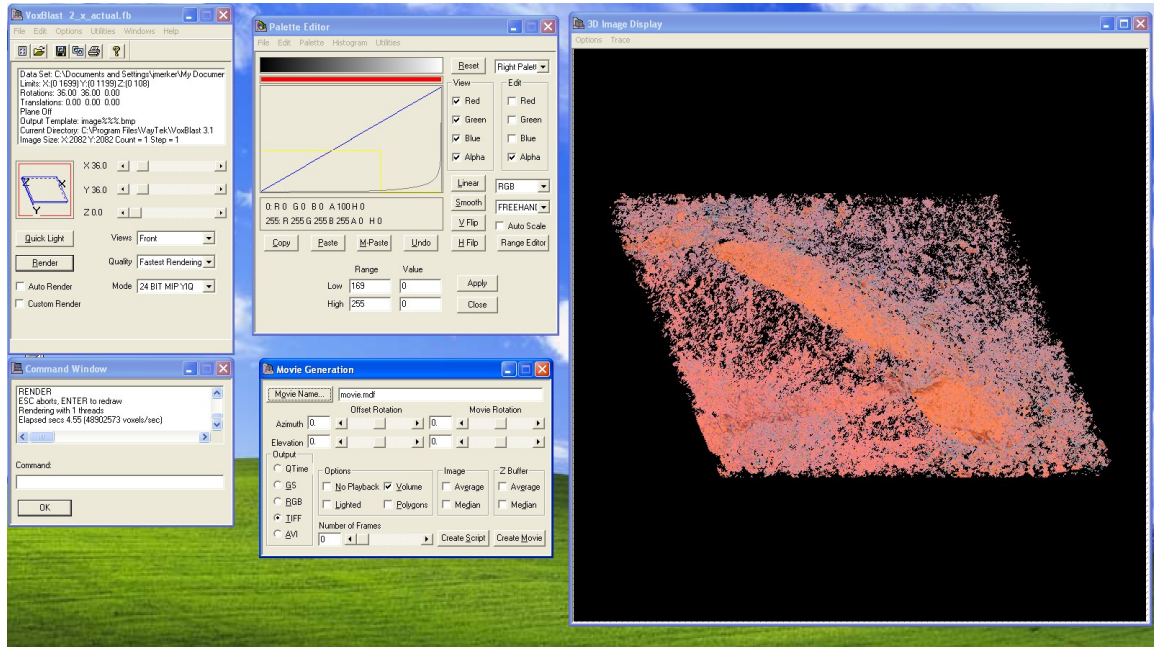 VoxBlast 2_x_actual.fb
File Edit Options Utilities Windows Help
Data Set: C:\Documents and Settings\jmerker\My Documer
Limits: X:(0 1699) Y:(0 1199) Z:(0 108)
Rotations: 36.00 36.00 0.00
Translations: 0.00 0.00 0.00
Plane Off
Output Template: image%%%.bmp
Current Directory: C:\Program Files\VayTek\VoxBlast 3.1
Image Size: X:2082 Y:2082 Count = 1 Step = 1
Z X
Y
X 36.0
Y 36.0
Z 0.0
Quick Light Views Front
Render Quality Fastest Rendering
Auto Render Mode 24 BIT MIP YIQ
Custom Render
Palette Editor
File Edit Palette Histogram Utilities
Reset Right Palett
View Edit
Red Red
Green Green
Blue Blue
Alpha Alpha
Linear RGB
Smooth FREEHAND
V Flip Auto Scale
0: R 0 G 0 B 0 A 100 H 0
255: R 255 G 255 B 255 A 0 H 0
Copy Paste M-Paste Undo H Flip Range Editor
Range Value
Low 169 0 Apply
High 255 0 Close
3D Image Display
Options Trace
Command Window
RENDER
ESC aborts, ENTER to redraw
Rendering with 1 threads
Elapsed secs 4.55 (48902573 voxels/sec)
Command:
OK
Movie Generation
Movie Name... movie.mdf
Offset Rotation Movie Rotation
Azimuth 0. 0.
Elevation 0. 0.
Output
QTime
GS
RGB
TIFF
AVI
Options
No Playback Volume
Lighted Polygons
Image
Average
Median
Z Buffer
Average
Median
Number of Frames
0 Create Script Create Movie